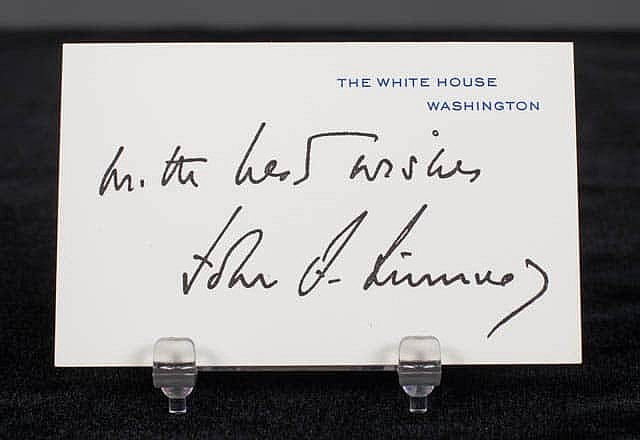 THE WHITE HOUSE
WASHINGTON
with best wishes
John F. Kennedy